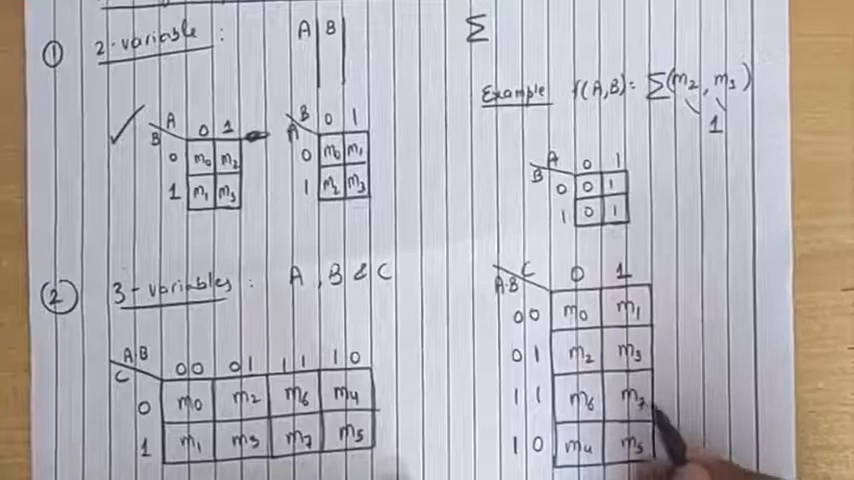 ① 2-variable : A B
Σ
Example f(A,B) = Σ(m₂, m₃)
1
A
B 0 1
0 m₀ m₂
1 m₁ m₃
B
A 0 1
0 m₀ m₁
1 m₂ m₃
A
B 0 1
0 0 1
1 0 1
② 3-variables : A , B & C
A·B
C 00 01 11 10
0 m₀ m₂ m₆ m₄
1 m₁ m₃ m₇ m₅
C
A·B 0 1
00 m₀ m₁
01 m₂ m₃
11 m₆ m₇
10 m₄ m₅